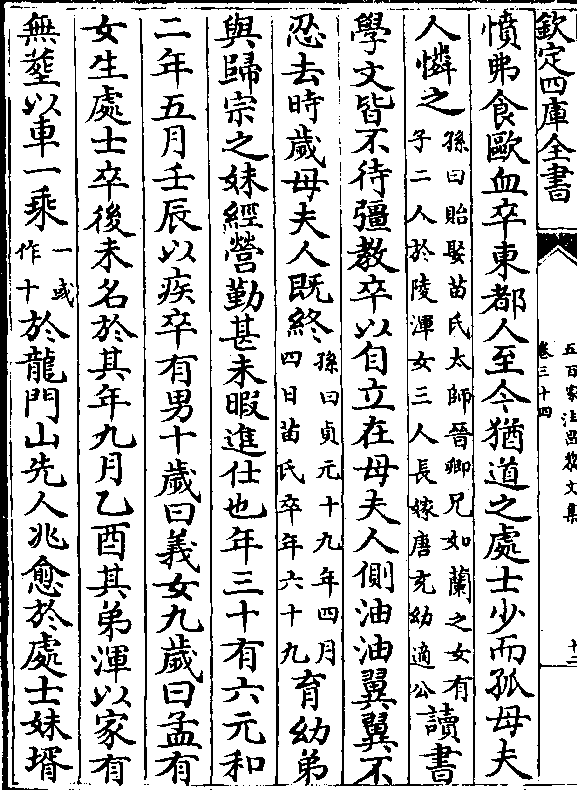 欽定四庫全書
五百家注昌黎文集
卷三十四
十二
憤弗食歐血卒東都人至今猶道之處士少而孤母夫
人憐之孫曰貽娶苗氏太師晉卿兄如蘭之女有子二人於陵渾女三人長嫁唐充幼適公讀書
學文皆不待彊教卒以自立在母夫人側油油翼翼不
忍去時歲母夫人既終孫曰貞元十九年四月四日苗氏卒年六十九育幼弟
與歸宗之妹經營勤甚未暇進仕也年三十有六元和
二年五月壬辰以疾卒有男十歲曰義女九歲曰孟有
女生處士卒後未名於其年九月乙酉其弟渾以家有
無葬以車一乘一或作十於龍門山先人兆愈於處士妹壻